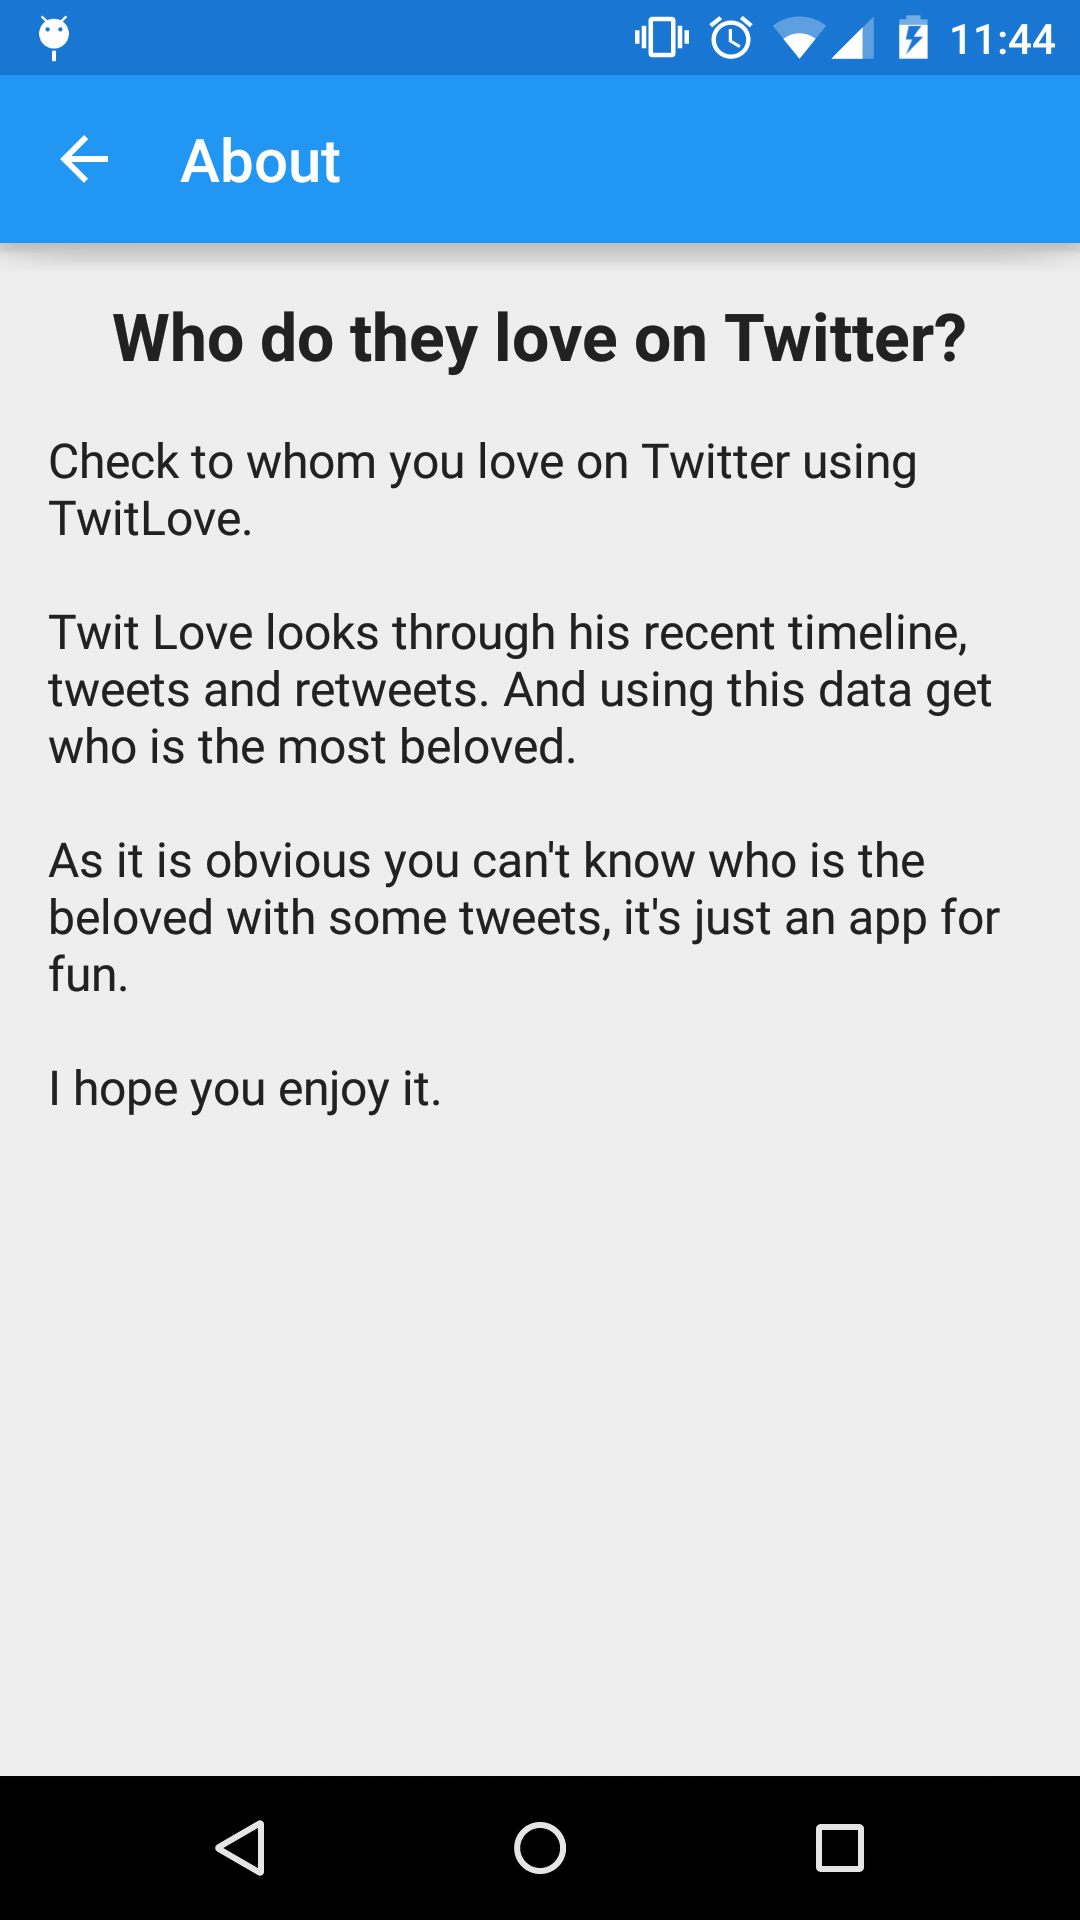 11:44
About
Who do they love on Twitter?
Check to whom you love on Twitter using
TwitLove.
Twit Love looks through his recent timeline,
tweets and retweets. And using this data get
who is the most beloved.
As it is obvious you can't know who is the
beloved with some tweets, it's just an app for
fun.
I hope you enjoy it.